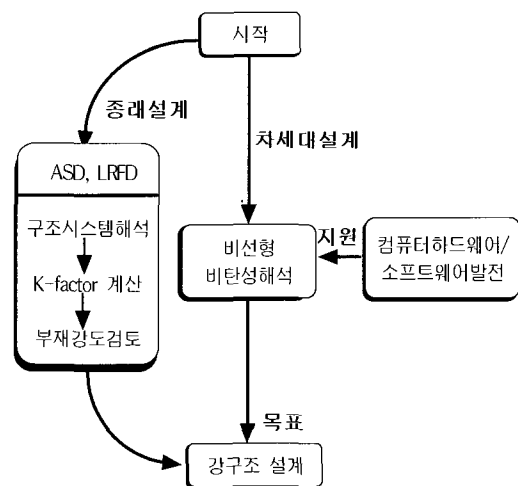 시작
종래설계
차세대설계
ASD, LRFD
구조시스템해석
K-factor 계산
부재강도검토
비선형
비탄성해석
지원
컴퓨터하드웨어/
소프트웨어발전
목표
강구조 설계